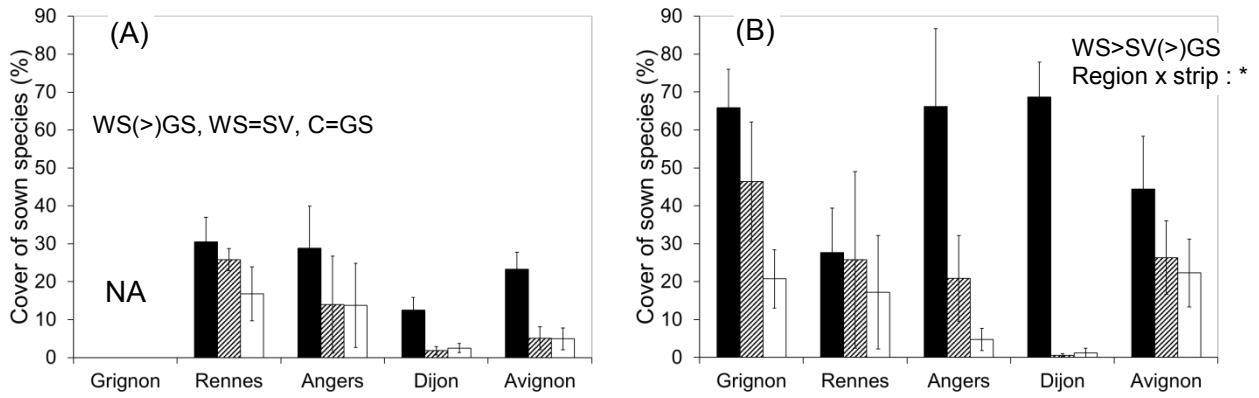 (A)
Cover of sown species (%)
90
80
70
60
50
40
30
20
10
0
WS(>)GS, WS=SV, C=GS
NA
Grignon Rennes Angers Dijon Avignon
(B)
Cover of sown species (%)
90
80
70
60
50
40
30
20
10
0
WS>SV(>)GS
Region x strip : *
Grignon Rennes Angers Dijon Avignon